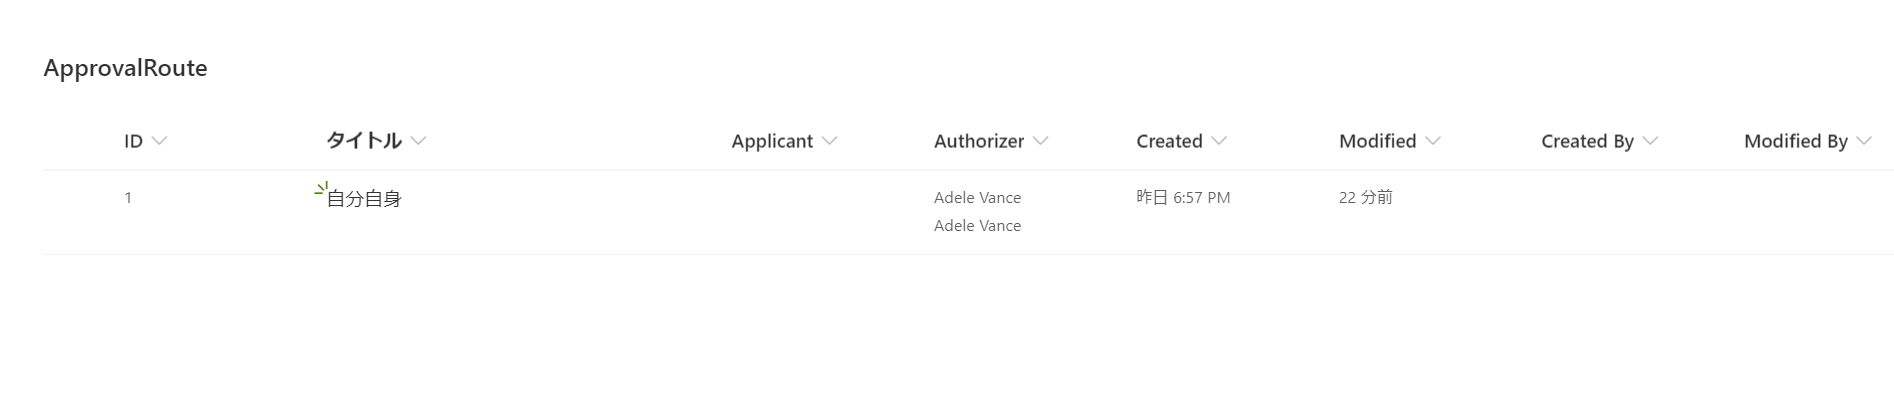 ApprovalRoute
ID タイトル Applicant Authorizer Created Modified Created By Modified By
1 自分自身 Adele Vance 昨日 6:57 PM 22 分前
Adele Vance